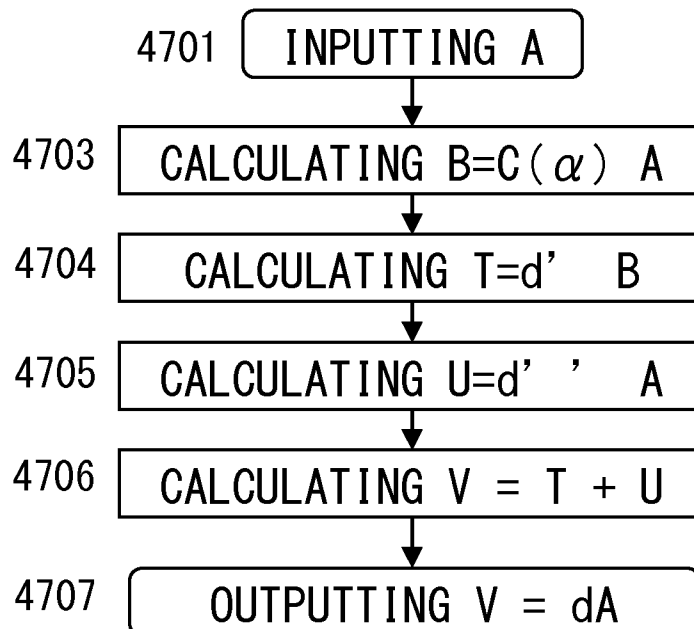 4701 INPUTTING A
4703 CALCULATING B=C(α) A
4704 CALCULATING T=d' B
4705 CALCULATING U=d' ' A
4706 CALCULATING V = T + U
4707 OUTPUTTING V = dA